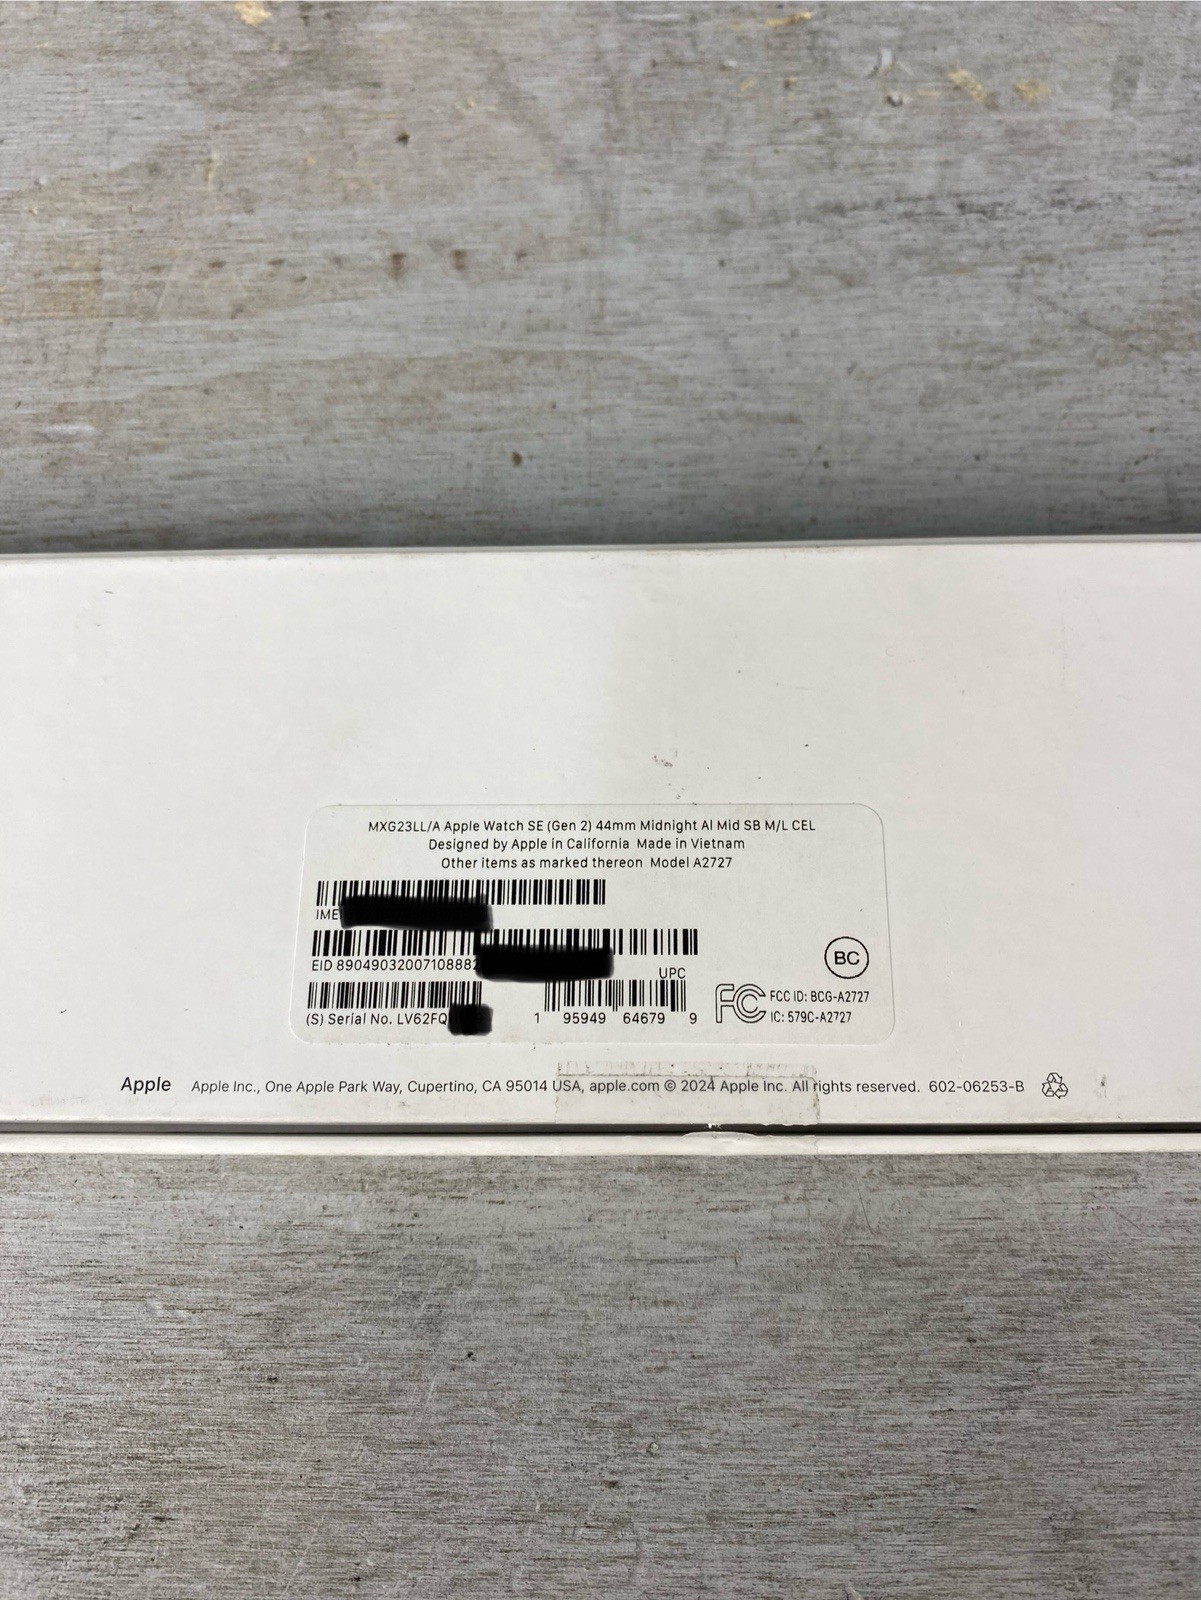 MXG23LL/A Apple Watch SE (Gen 2) 44mm Midnight Al Mid SB M/L CEL
Designed by Apple in California Made in Vietnam
Other items as marked thereon Model A2727
IME
EID 8904903200710888
UPC
(S) Serial No. LV62FQ
1 95949 64679 9
BC
FC
FCC ID: BCG-A2727
IC: 579C-A2727
Apple Apple Inc., One Apple Park Way, Cupertino, CA 95014 USA, apple.com © 2024 Apple Inc. All rights reserved. 602-06253-B